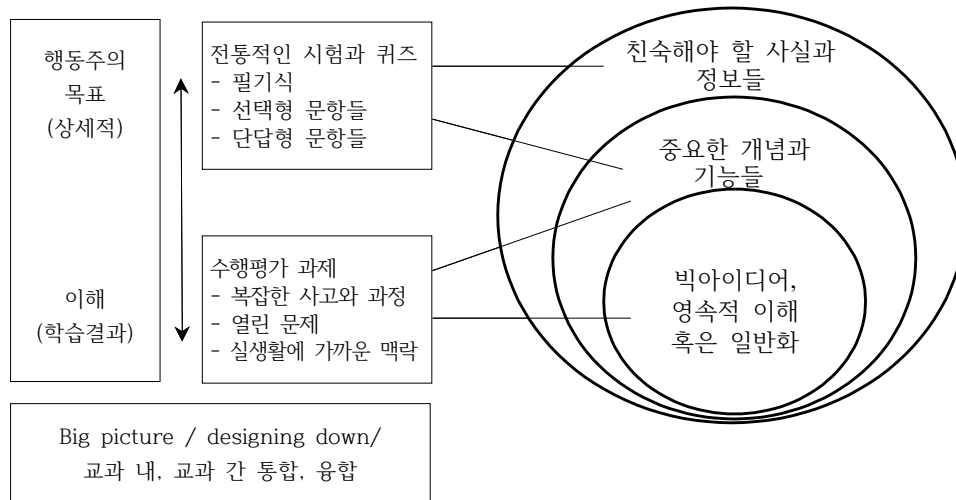 행동주의
목표
(상세적)
이해
(학습결과)
전통적인 시험과 퀴즈
- 필기식
- 선택형 문항들
- 단답형 문항들
수행평가 과제
- 복잡한 사고와 과정
- 열린 문제
- 실생활에 가까운 맥락
친숙해야 할 사실과
정보들
중요한 개념과
기능들
빅아이디어,
영속적 이해
혹은 일반화
Big picture / designing down/
교과 내, 교과 간 통합, 융합